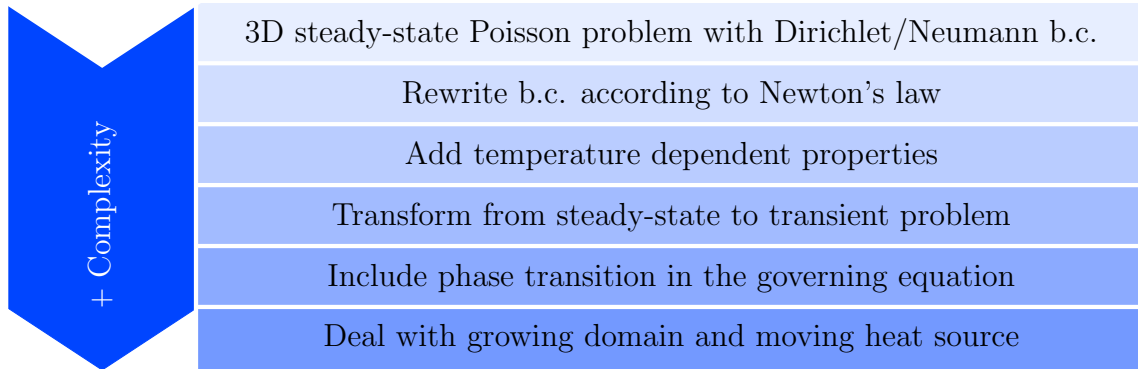 3D steady-state Poisson problem with Dirichlet/Neumann b.c.
Rewrite b.c. according to Newton's law
Add temperature dependent properties
Transform from steady-state to transient problem
Include phase transition in the governing equation
Deal with growing domain and moving heat source
+ Complexity